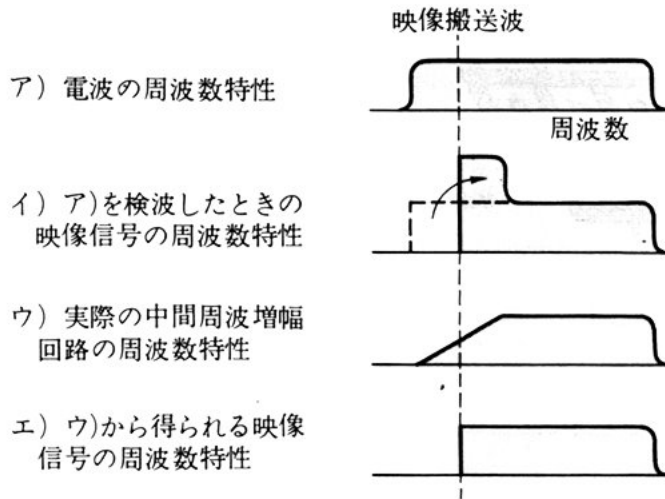 映像搬送波
ア）電波の周波数特性
周波数
イ）ア）を検波したときの
映像信号の周波数特性
ウ）実際の中間周波増幅
回路の周波数特性
エ）ウ）から得られる映像
信号の周波数特性